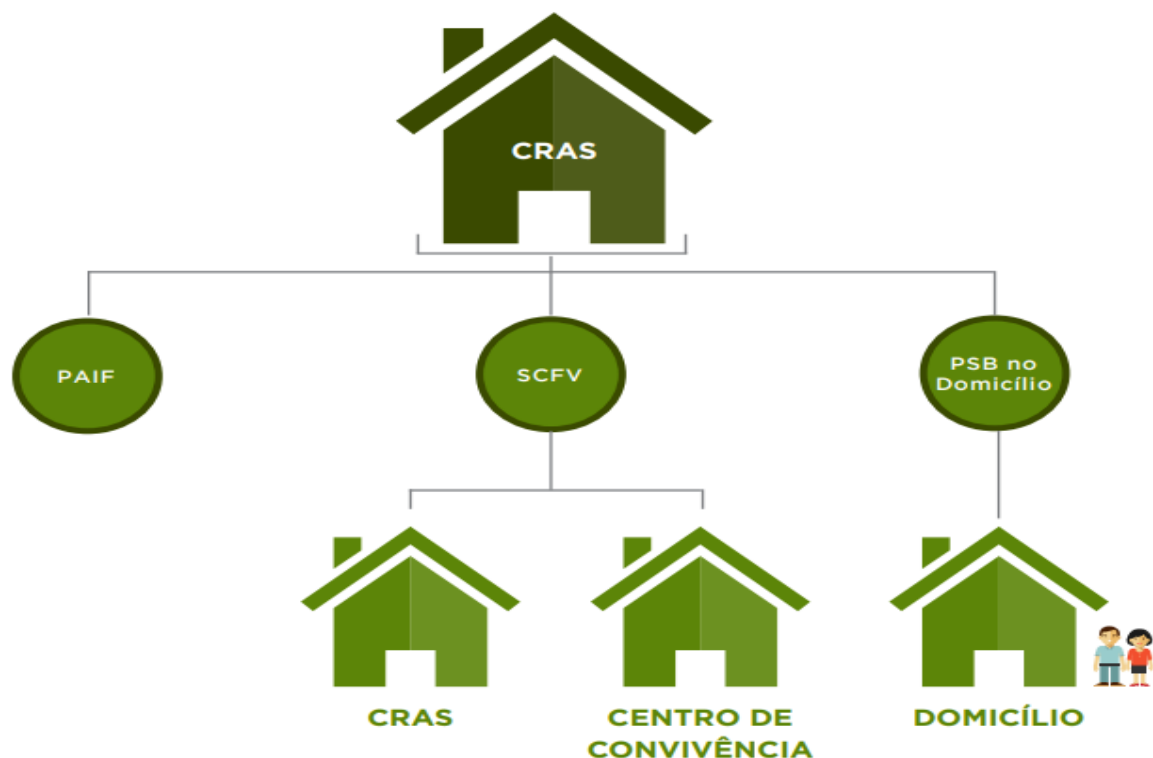 CRAS
PAIF
SCFV
PSB no
Domicílio
CRAS
CENTRO DE
CONVIVÊNCIA
DOMICÍLIO